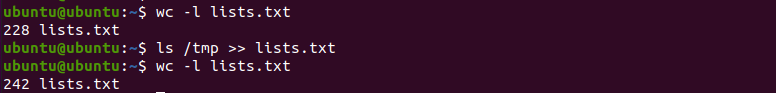 ubuntu@ubuntu:~$ wc -l lists.txt
228 lists.txt
ubuntu@ubuntu:~$ ls /tmp >> lists.txt
ubuntu@ubuntu:~$ wc -l lists.txt
242 lists.txt